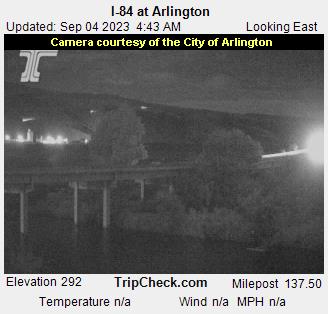 I-84 at Arlington
Updated: Sep 04 2023 4:43 AM Looking East
Camera courtesy of the City of Arlington
Elevation 292 TripCheck.com Milepost 137.50
Temperature n/a Wind n/a MPH n/a